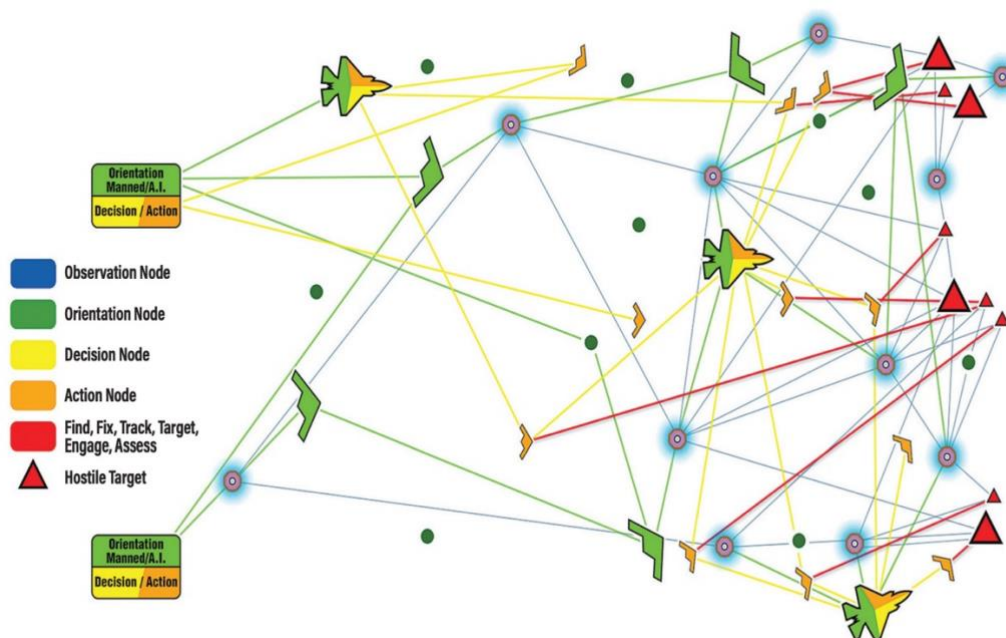 Orientation
Manned/A.I.
Decision / Action
Observation Node
Orientation Node
Decision Node
Action Node
Find, Fix, Track, Target,
Engage, Assess
Hostile Target
Orientation
Manned/A.I.
Decision / Action